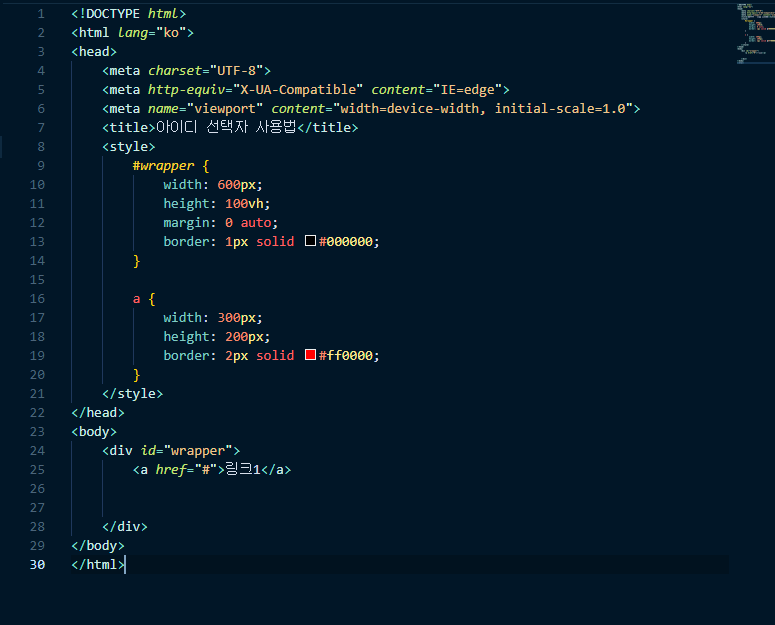 1 <!DOCTYPE html>
2 <html lang="ko">
3 <head>
4 <meta charset="UTF-8">
5 <meta http-equiv="X-UA-Compatible" content="IE=edge">
6 <meta name="viewport" content="width=device-width, initial-scale=1.0">
7 <title>아이디 선택자 사용법</title>
8 <style>
9 #wrapper {
10 width: 600px;
11 height: 100vh;
12 margin: 0 auto;
13 border: 1px solid #000000;
14 }
15
16 a {
17 width: 300px;
18 height: 200px;
19 border: 2px solid #ff0000;
20 }
21 </style>
22 </head>
23 <body>
24 <div id="wrapper">
25 <a href="#">링크1</a>
26
27
28 </div>
29 </body>
30 </html>